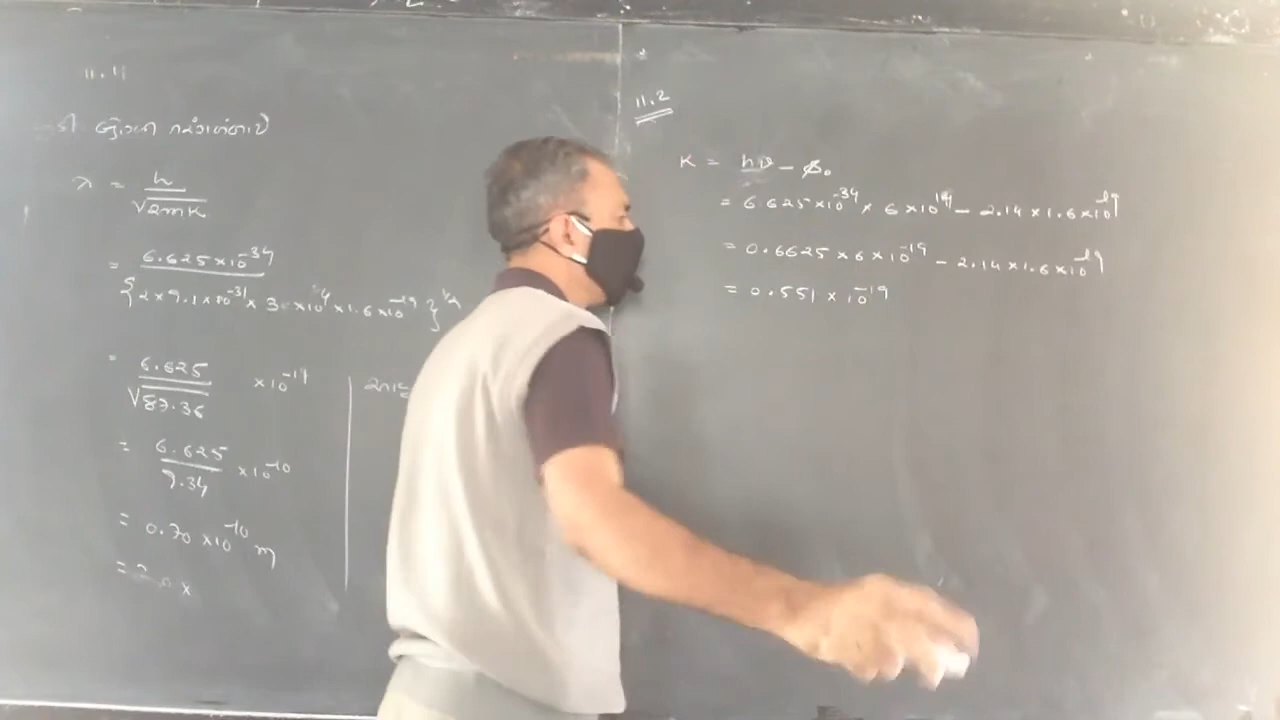 11.4
λ = h / √2mK
= 6.625×10⁻³⁴
{2×9.1×10⁻³¹ × 30×10⁴ × 1.6×10⁻¹⁹}^½
= 6.625 / √87.36 ×10⁻¹⁹
= 6.625 / 9.34 ×10⁻¹⁰
= 0.70 ×10⁻¹⁰ m
11.2
K = hν − ϕ₀
= 6.625×10⁻³⁴ × 6×10¹⁴ − 2.14×1.6×10⁻¹⁹
= 0.6625×6×10⁻¹⁹ − 2.14×1.6×10⁻¹⁹
= 0.551×10⁻¹⁹